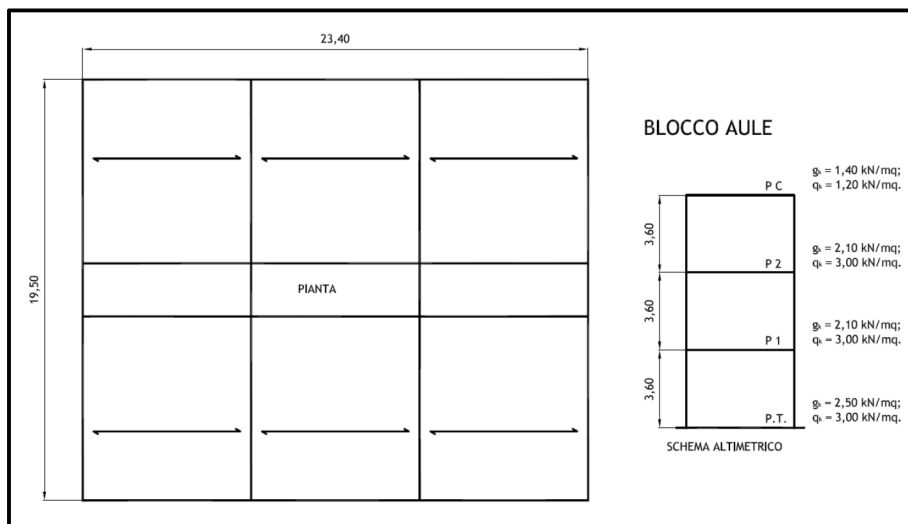 23,40
19,50
PIANTA
BLOCCO AULE
P C
gₖ = 1,40 kN/mq;
qₖ = 1,20 kN/mq.
3,60
P 2
gₖ = 2,10 kN/mq;
qₖ = 3,00 kN/mq.
3,60
P 1
gₖ = 2,10 kN/mq;
qₖ = 3,00 kN/mq.
3,60
P.T.
gₖ = 2,50 kN/mq;
qₖ = 3,00 kN/mq.
SCHEMA ALTIMETRICO